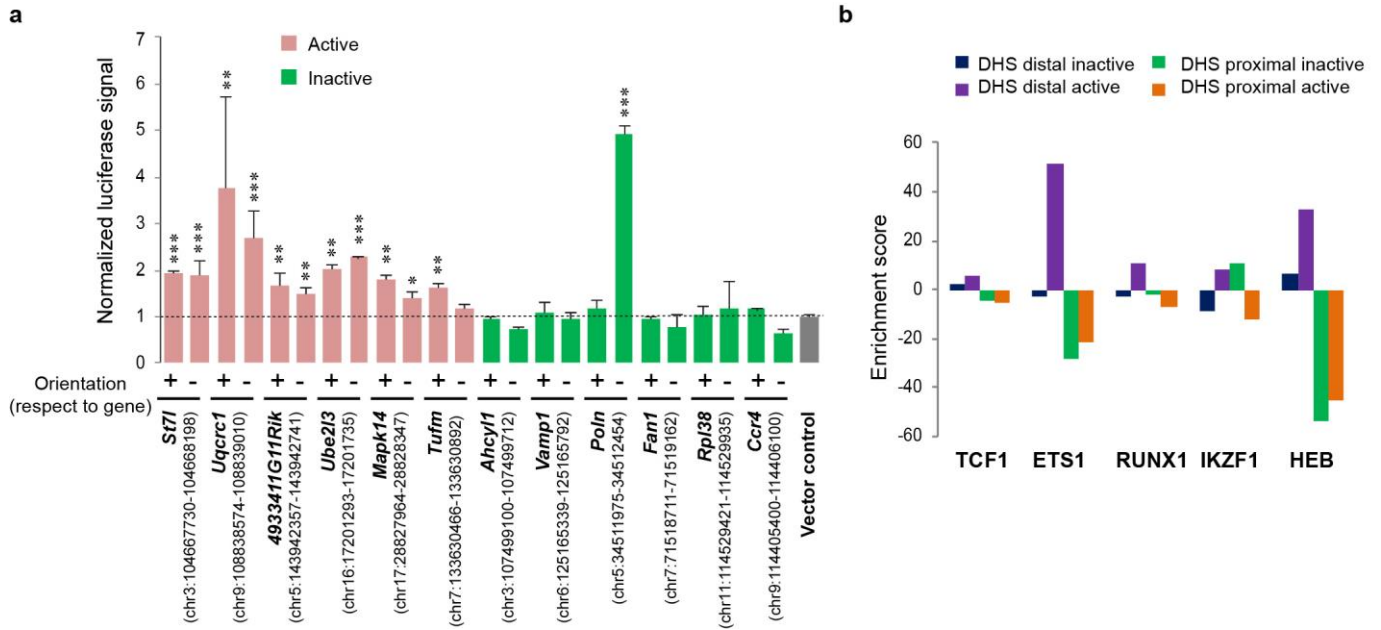 a
Normalized luciferase signal
7
6
5
4
3
2
1
0
Active
Inactive
***
***
**
***
**
**
**
***
**
*
**
***
Orientation
(respect to gene)
+ - + - + - + - + - + - + - + - + - + - + - + -
St7l
(chr3:104667730-104668198)
Uqcrc1
(chr9:108838574-108839010)
4933411G11Rik
(chr5:143942357-143942741)
Ube2l3
(chr16:17201293-17201735)
Mapk14
(chr17:28827964-28828347)
Tufm
(chr7:133630466-133630892)
Ahcyl1
(chr3:107499100-107499712)
Vamp1
(chr6:125165339-125165792)
Poln
(chr5:34511975-34512454)
Fan1
(chr7:71518711-71519162)
Rpl38
(chr11:114529421-114529935)
Ccr4
(chr9:114405400-114406100)
Vector control
b
DHS distal inactive
DHS proximal inactive
DHS distal active
DHS proximal active
Enrichment score
60
40
20
0
-20
-40
-60
TCF1 ETS1 RUNX1 IKZF1 HEB